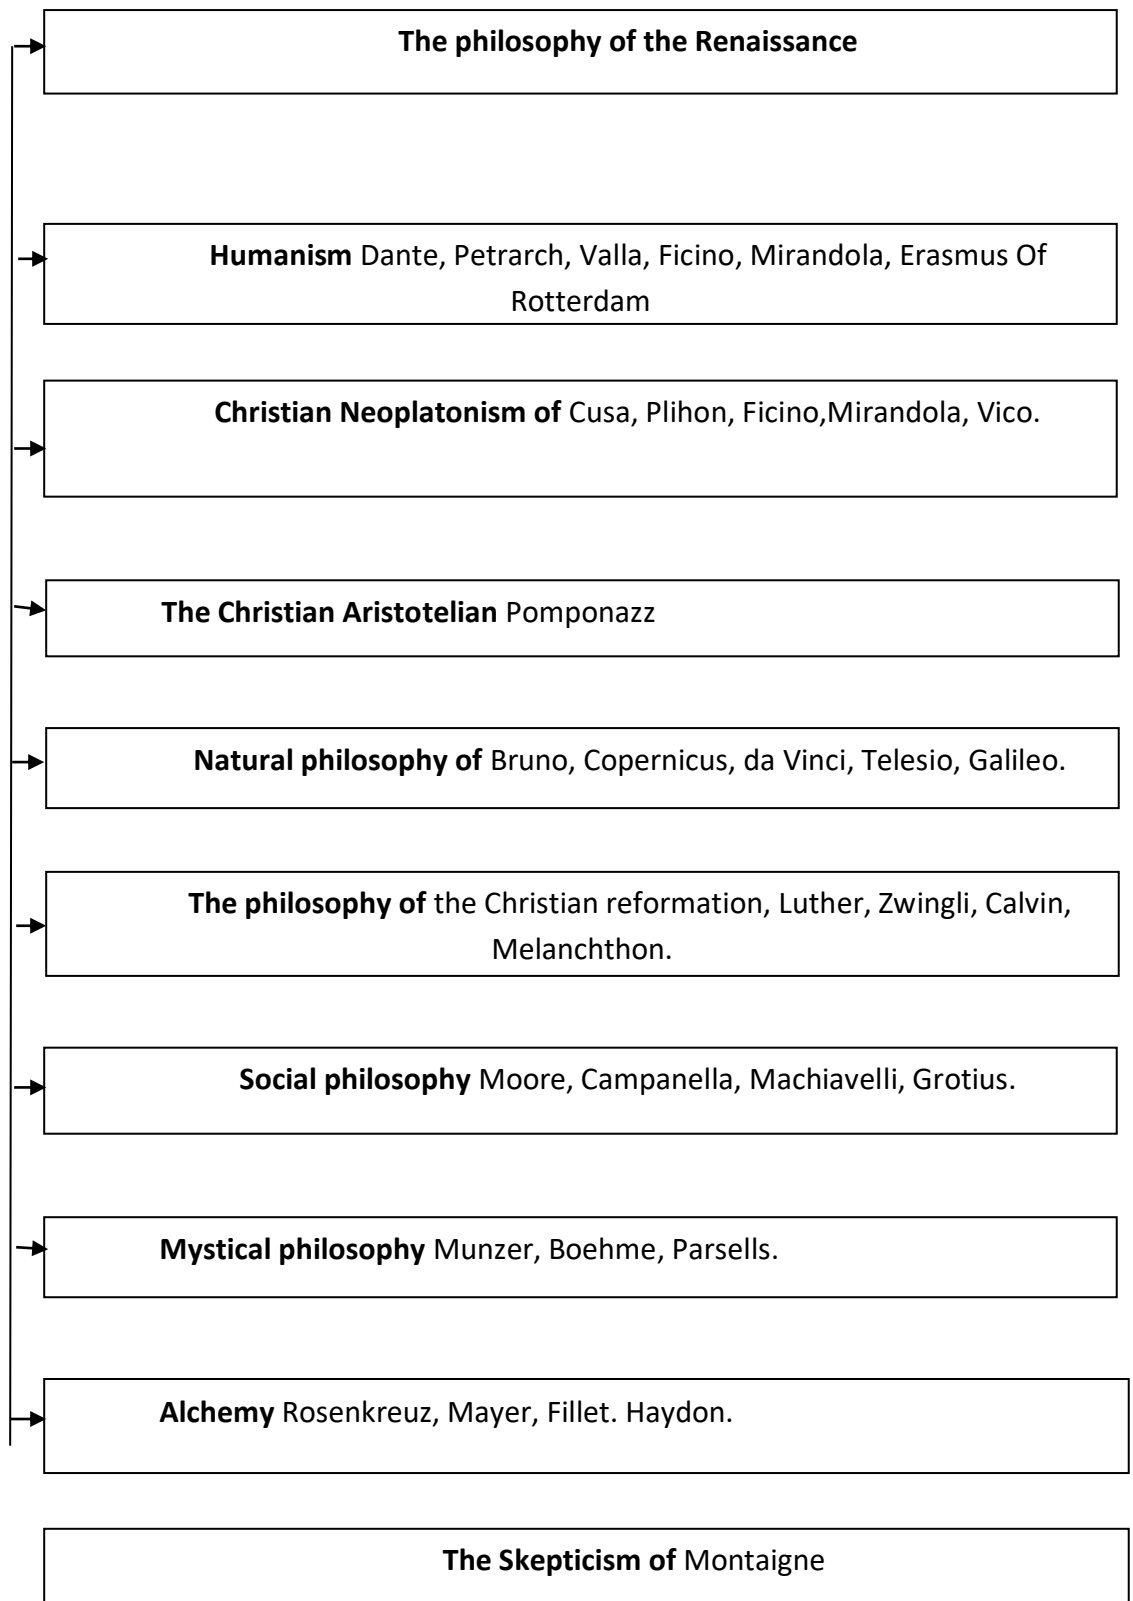 The philosophy of the Renaissance
Humanism Dante, Petrarch, Valla, Ficino, Mirandola, Erasmus Of
Rotterdam
Christian Neoplatonism of Cusa, Plihon, Ficino,Mirandola, Vico.
The Christian Aristotelian Pomponazz
Natural philosophy of Bruno, Copernicus, da Vinci, Telesio, Galileo.
The philosophy of the Christian reformation, Luther, Zwingli, Calvin,
Melanchthon.
Social philosophy Moore, Campanella, Machiavelli, Grotius.
Mystical philosophy Munzer, Boehme, Parsells.
Alchemy Rosenkreuz, Mayer, Fillet. Haydon.
The Skepticism of Montaigne